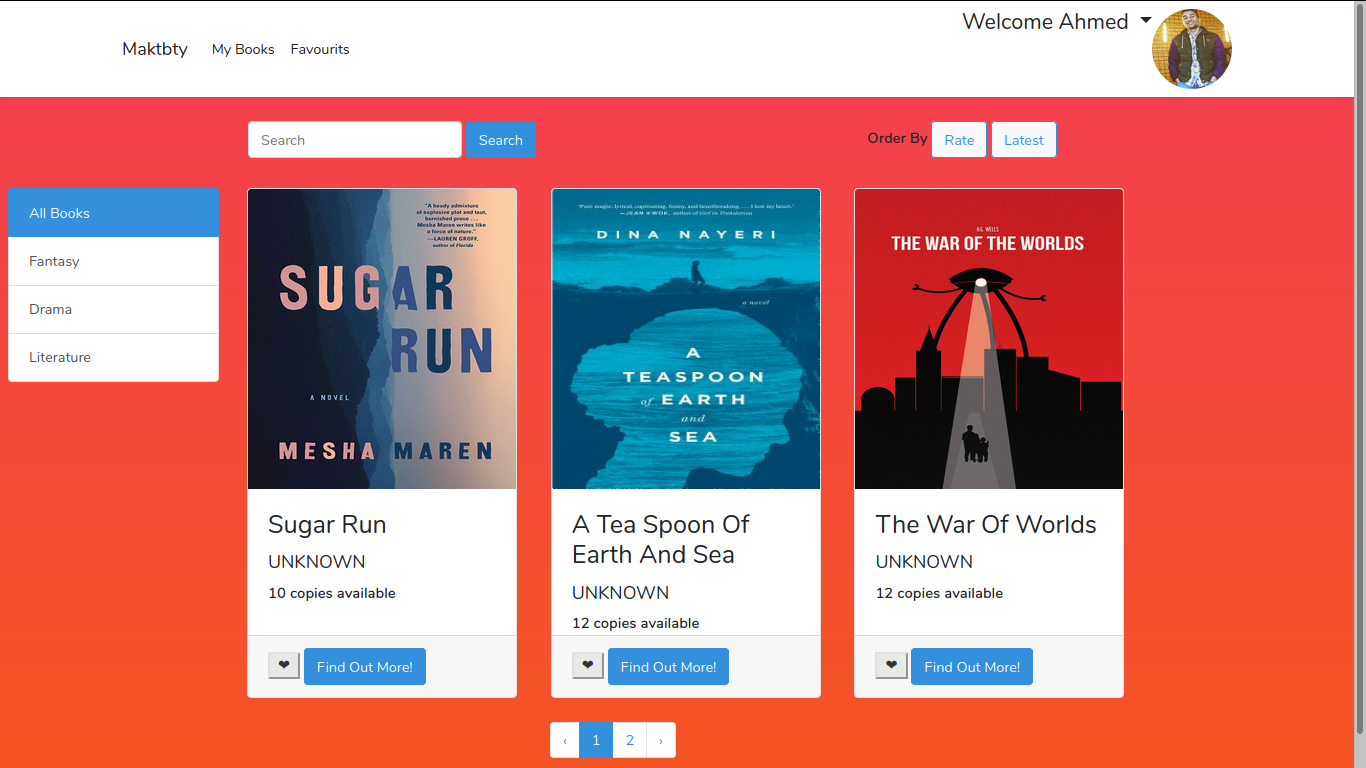 Welcome Ahmed
Maktbty My Books Favourits
Search Search Order By Rate Latest
All Books
Fantasy
Drama
Literature
"A heady admixture
of explosive plot and taut,
burnished prose . . .
Mesha Maren writes like
a force of nature."
—LAUREN GROFF,
author of Florida
SUGAR
RUN
A NOVEL
MESHA MAREN
"Pure magic: lyrical, captivating, funny, and heartbreaking. . . . I lost my heart."
—JEAN KWOK, author of Girl in Translation
DINA NAYERI
a novel
A
TEASPOON
of EARTH
and
SEA
H.G. WELLS
THE WAR OF THE WORLDS
Sugar Run
UNKNOWN
10 copies available
❤ Find Out More!
A Tea Spoon Of
Earth And Sea
UNKNOWN
12 copies available
❤ Find Out More!
The War Of Worlds
UNKNOWN
12 copies available
❤ Find Out More!
‹ 1 2 ›